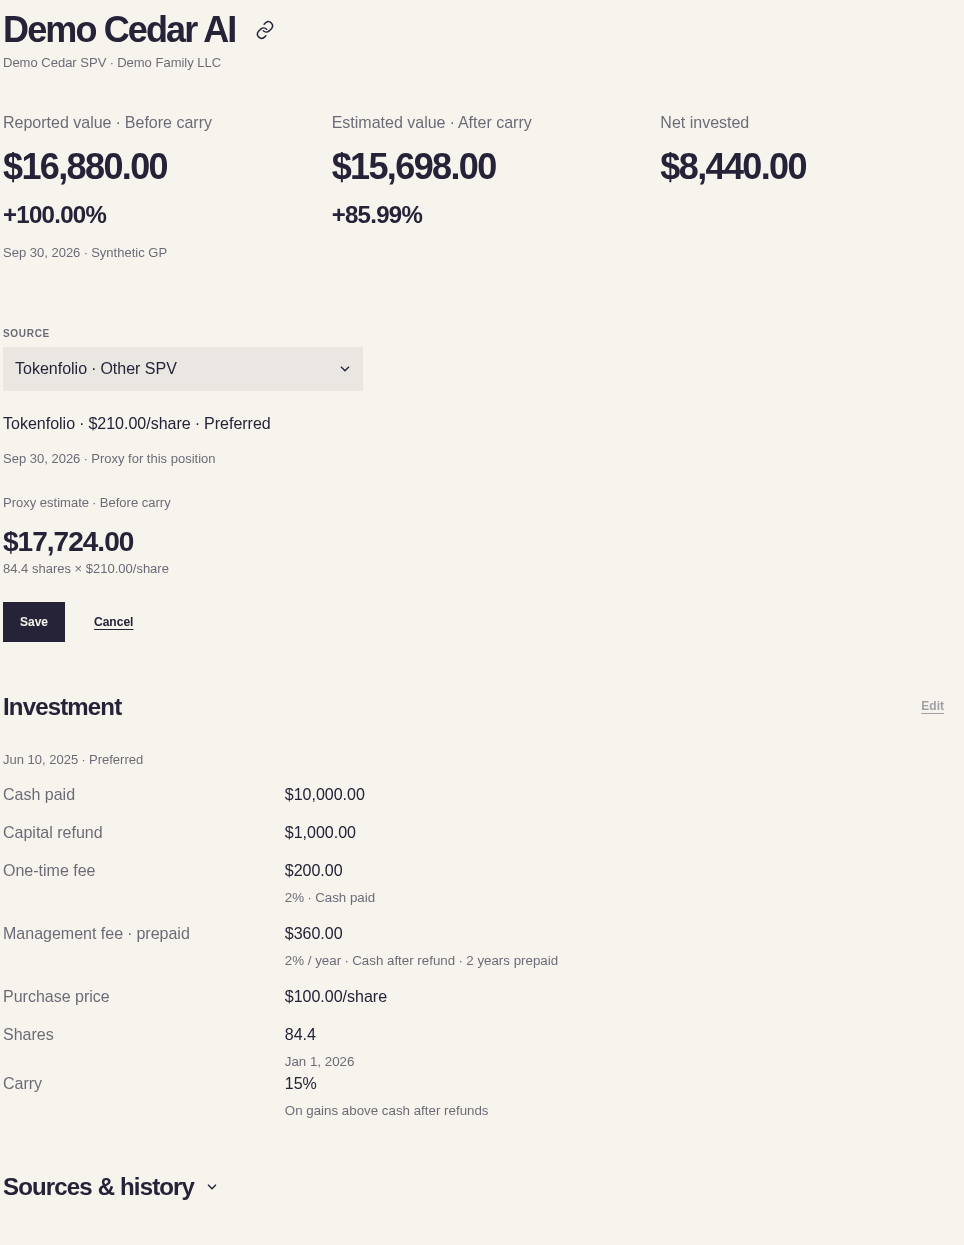 Demo Cedar AI
Demo Cedar SPV · Demo Family LLC
Reported value · Before carry
$16,880.00
+100.00%
Sep 30, 2026 · Synthetic GP
Estimated value · After carry
$15,698.00
+85.99%
Net invested
$8,440.00
SOURCE
Tokenfolio · Other SPV
Tokenfolio · $210.00/share · Preferred
Sep 30, 2026 · Proxy for this position
Proxy estimate · Before carry
$17,724.00
84.4 shares × $210.00/share
Save Cancel
Investment Edit
Jun 10, 2025 · Preferred
Cash paid $10,000.00
Capital refund $1,000.00
One-time fee $200.00
2% · Cash paid
Management fee · prepaid $360.00
2% / year · Cash after refund · 2 years prepaid
Purchase price $100.00/share
Shares 84.4
Jan 1, 2026
Carry 15%
On gains above cash after refunds
Sources & history